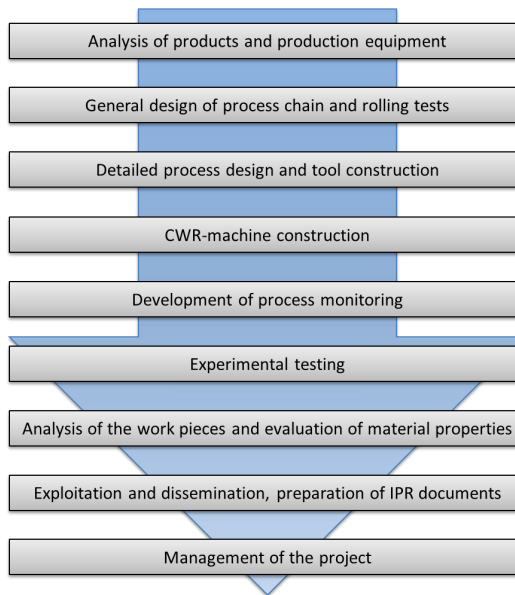 Analysis of products and production equipment
General design of process chain and rolling tests
Detailed process design and tool construction
CWR-machine construction
Development of process monitoring
Experimental testing
Analysis of the work pieces and evaluation of material properties
Exploitation and dissemination, preparation of IPR documents
Management of the project